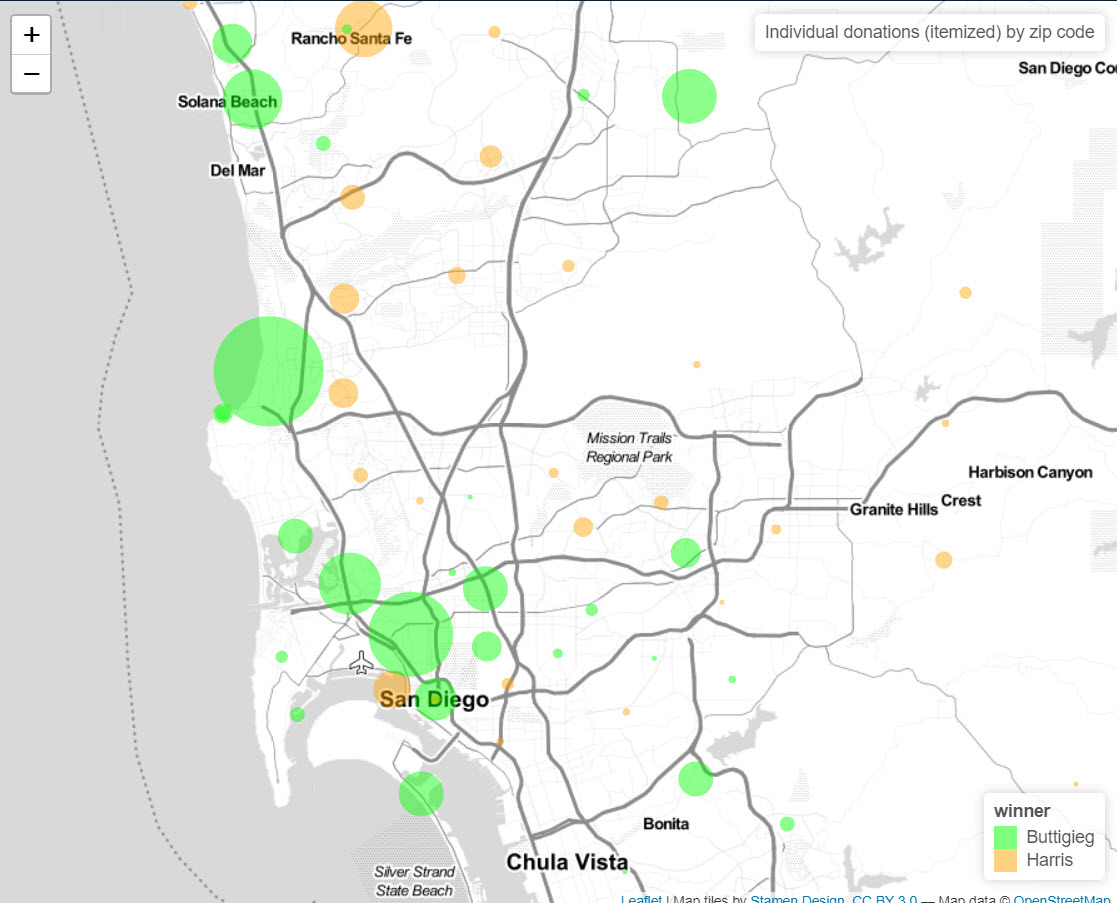 +
Rancho Santa Fe
Individual donations (itemized) by zip code
−
San Diego Cou
Solana Beach
Del Mar
Mission Trails
Regional Park
Harbison Canyon
Crest
Granite Hills
San Diego
winner
Buttigieg
Harris
Bonita
Chula Vista
Silver Strand
State Beach
Leaflet | Map tiles by Stamen Design, CC BY 3.0 — Map data © OpenStreetMap